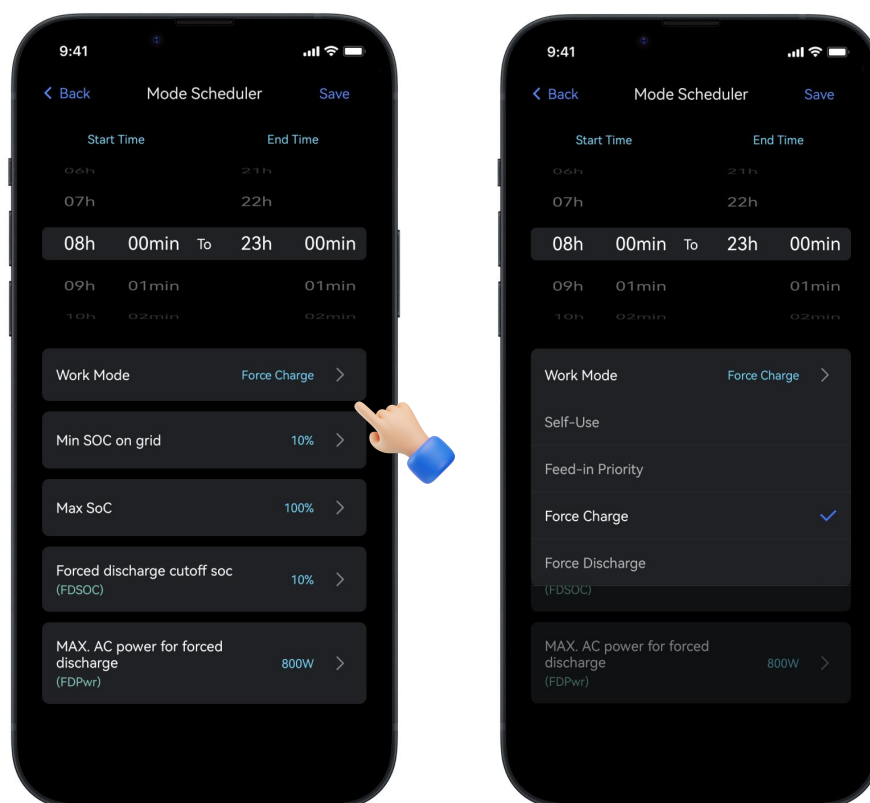 9:41
Back Mode Scheduler Save
Start Time End Time
06h 21h
07h 22h
08h 00min To 23h 00min
09h 01min 01min
10h 02min 02min
Work Mode Force Charge
Min SOC on grid 10%
Max SoC 100%
Forced discharge cutoff soc
(FDSOC) 10%
MAX. AC power for forced
discharge 800W
(FDPwr)
9:41
Back Mode Scheduler Save
Start Time End Time
06h 21h
07h 22h
08h 00min To 23h 00min
09h 01min 01min
10h 02min 02min
Work Mode Force Charge
Self-Use
Feed-in Priority
Force Charge
Force Discharge
(FDSOC)
MAX. AC power for forced
discharge 800W
(FDPwr)